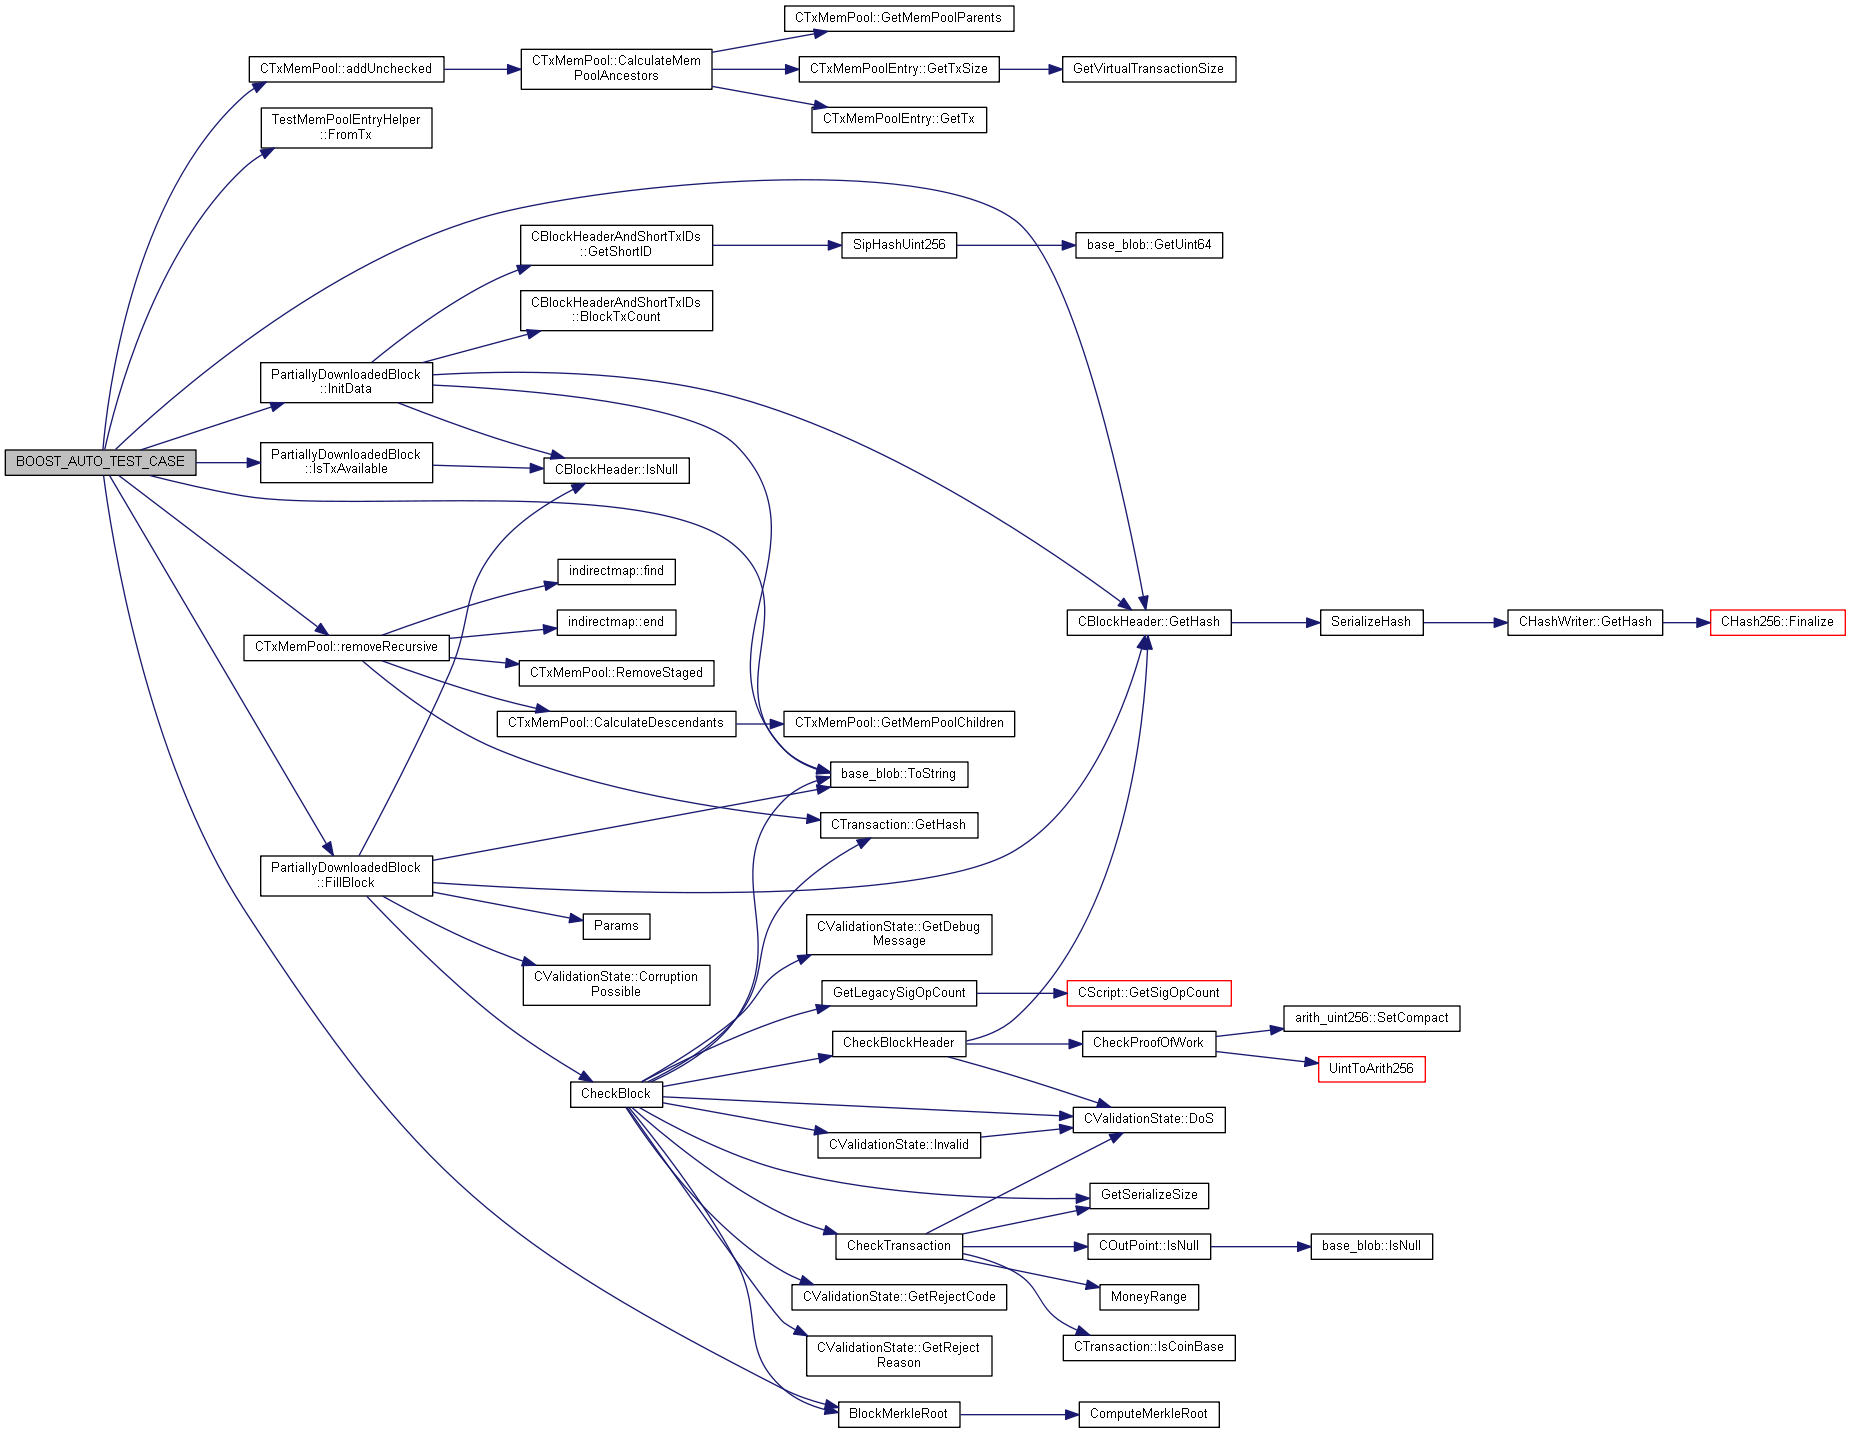 CTxMemPool::GetMemPoolParents
CTxMemPool::addUnchecked
CTxMemPool::CalculateMem
PoolAncestors
CTxMemPoolEntry::GetTxSize
GetVirtualTransactionSize
CTxMemPoolEntry::GetTx
TestMemPoolEntryHelper
::FromTx
CBlockHeaderAndShortTxIDs
::GetShortID
SipHashUint256
base_blob::GetUint64
CBlockHeaderAndShortTxIDs
::BlockTxCount
PartiallyDownloadedBlock
::InitData
BOOST_AUTO_TEST_CASE
PartiallyDownloadedBlock
::IsTxAvailable
CBlockHeader::IsNull
indirectmap::find
indirectmap::end
CTxMemPool::removeRecursive
CTxMemPool::RemoveStaged
CTxMemPool::CalculateDescendants
CTxMemPool::GetMemPoolChildren
CBlockHeader::GetHash
SerializeHash
CHashWriter::GetHash
CHash256::Finalize
base_blob::ToString
CTransaction::GetHash
PartiallyDownloadedBlock
::FillBlock
Params
CValidationState::Corruption
Possible
CValidationState::GetDebug
Message
GetLegacySigOpCount
CScript::GetSigOpCount
CheckBlockHeader
CheckProofOfWork
arith_uint256::SetCompact
UintToArith256
CheckBlock
CValidationState::DoS
CValidationState::Invalid
GetSerializeSize
CheckTransaction
COutPoint::IsNull
base_blob::IsNull
CValidationState::GetRejectCode
MoneyRange
CValidationState::GetReject
Reason
CTransaction::IsCoinBase
BlockMerkleRoot
ComputeMerkleRoot